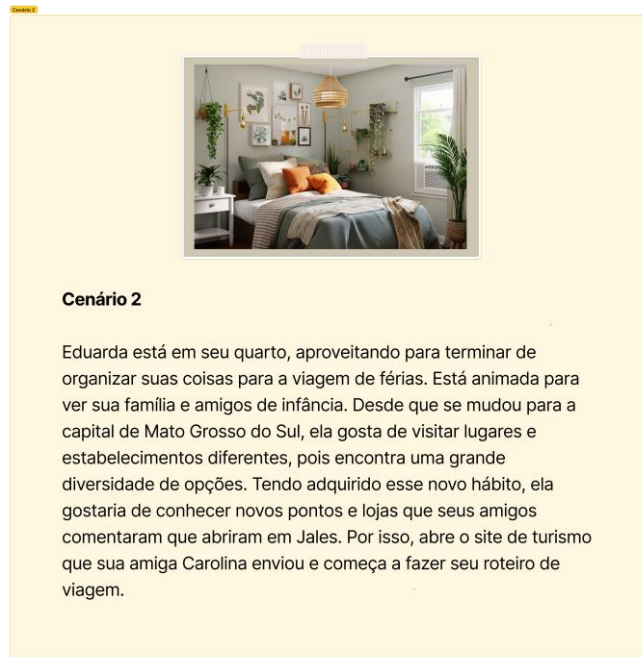 Cenário 2
Cenário 2
Eduarda está em seu quarto, aproveitando para terminar de
organizar suas coisas para a viagem de férias. Está animada para
ver sua família e amigos de infância. Desde que se mudou para a
capital de Mato Grosso do Sul, ela gosta de visitar lugares e
estabelecimentos diferentes, pois encontra uma grande
diversidade de opções. Tendo adquirido esse novo hábito, ela
gostaria de conhecer novos pontos e lojas que seus amigos
comentaram que abriram em Jales. Por isso, abre o site de turismo
que sua amiga Carolina enviou e começa a fazer seu roteiro de
viagem.